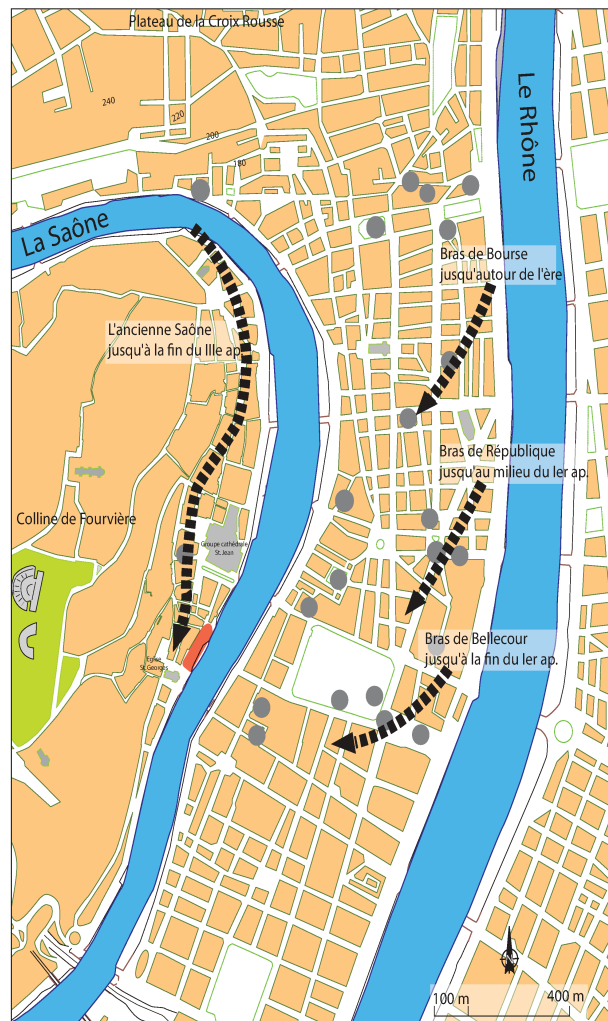 Plateau de la Croix Rousse
240
220
200
180
Le Rhône
La Saône
Bras de Bourse
jusqu'autour de l'ère
L'ancienne Saône
jusqu'à la fin du IIIe ap.
Bras de République
jusqu'au milieu du Ier ap.
Colline de Fourvière
Groupe cathédrale
St. Jean
Bras de Bellecour
jusqu'à la fin du Ier ap.
Eglise
St. Georges
100 m
400 m